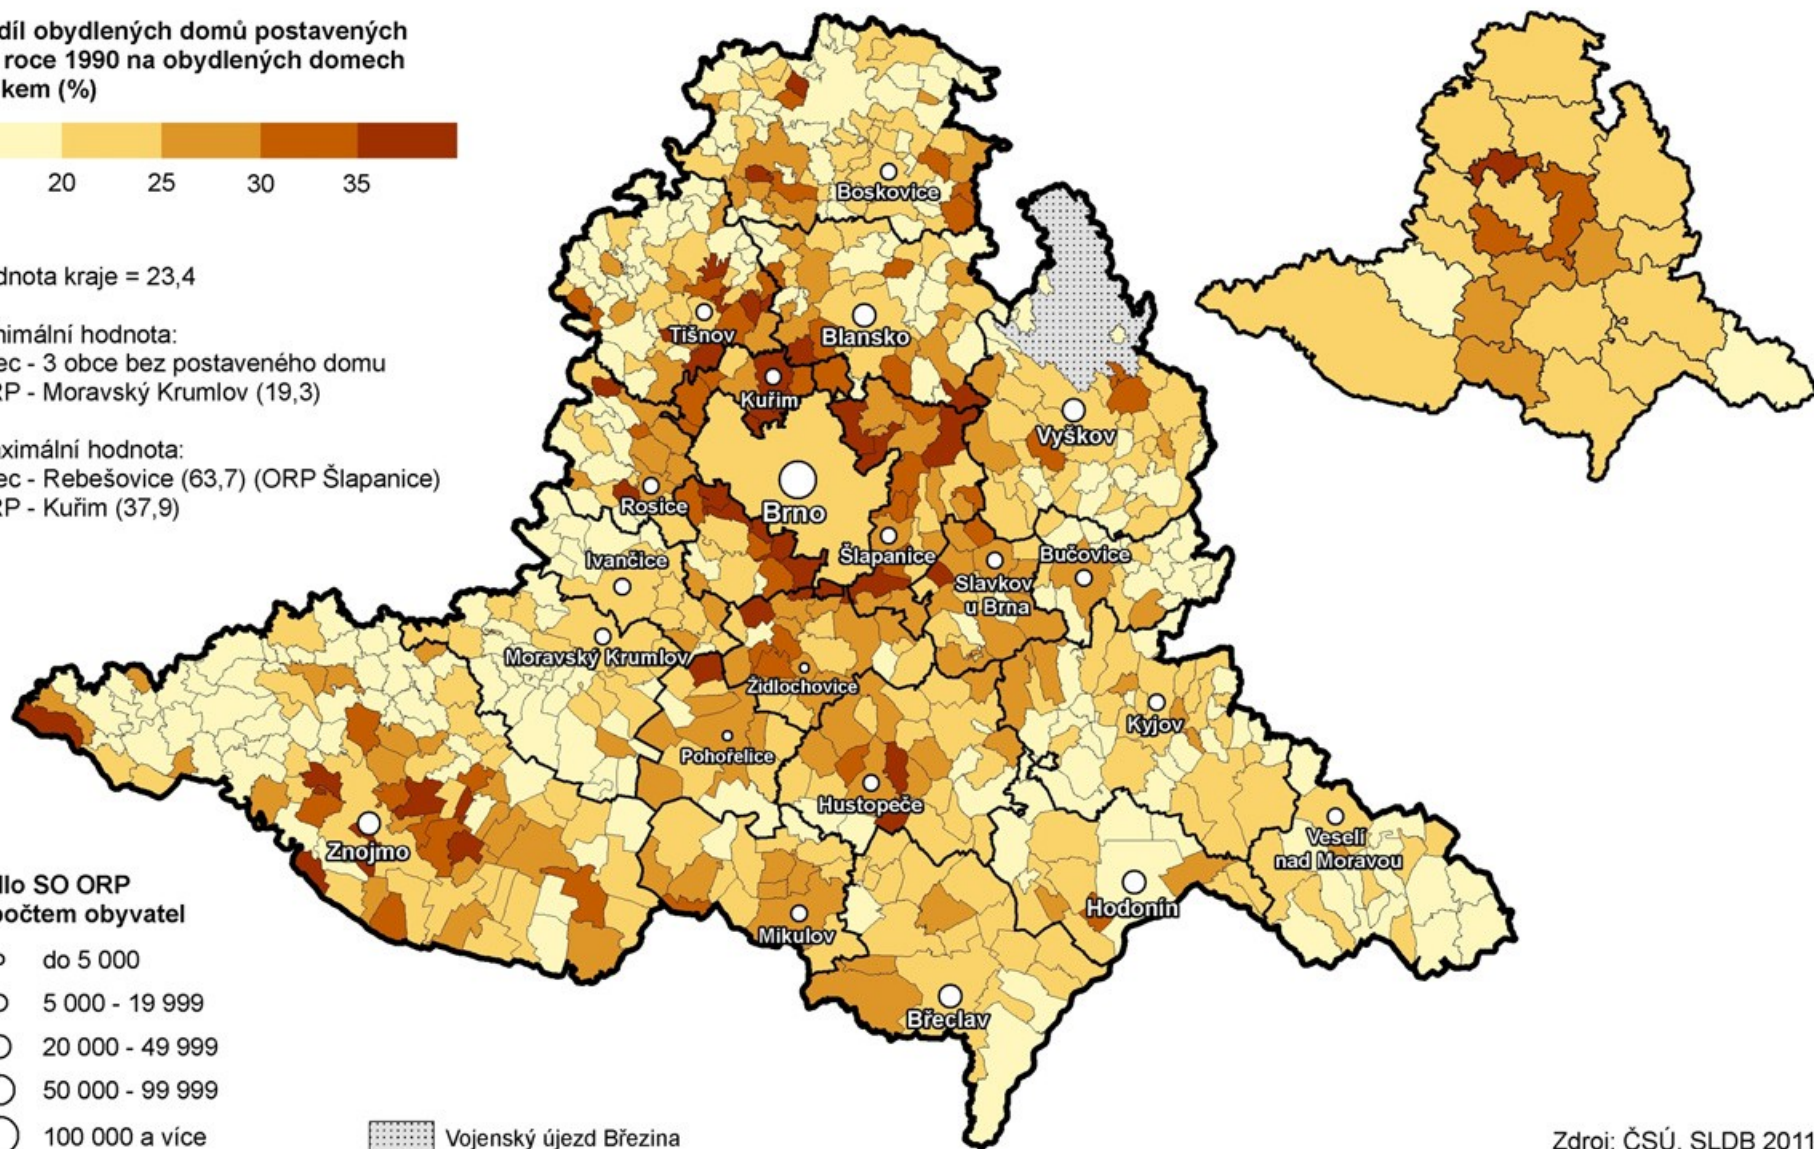 díl obydlených domů postavených
roce 1990 na obydlených domech
kem (%)
20 25 30 35
dnota kraje = 23,4
nimální hodnota:
ec - 3 obce bez postaveného domu
RP - Moravský Krumlov (19,3)
ximální hodnota:
ec - Rebešovice (63,7) (ORP Šlapanice)
RP - Kuřim (37,9)
Boskovice
Tišnov
Blansko
Kuřim
Vyškov
Rosice
Brno
Šlapanice
Bučovice
Ivančice
Slavkov
u Brna
Moravský Krumlov
Židlochovice
Kyjov
Pohořelice
Hustopeče
Znojmo
Veselí
nad Moravou
Hodonín
Mikulov
Břeclav
dlo SO ORP
počtem obyvatel
do 5 000
5 000 - 19 999
20 000 - 49 999
50 000 - 99 999
100 000 a více
Vojenský újezd Březina
Zdroj: ČSÚ, SLDB 2011